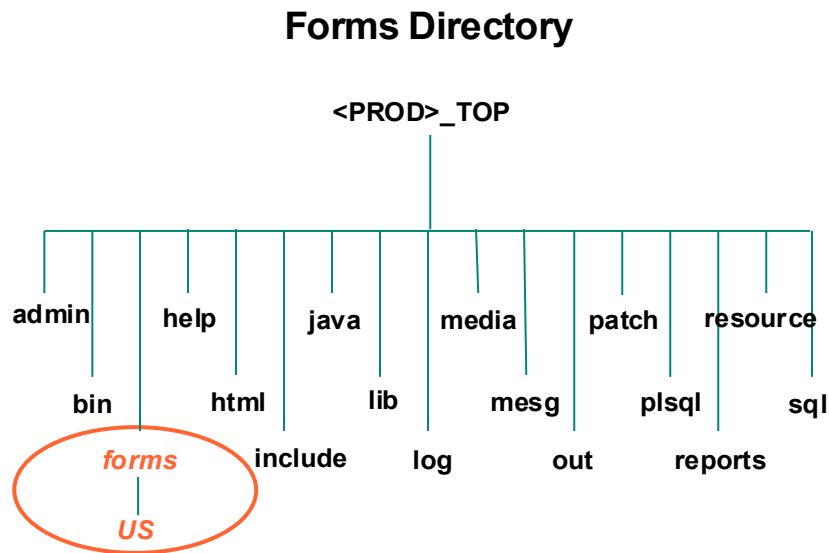 Forms Directory
<PROD>_TOP
admin help java media patch resource
bin html lib mesg plsql sql
forms include log out reports
US